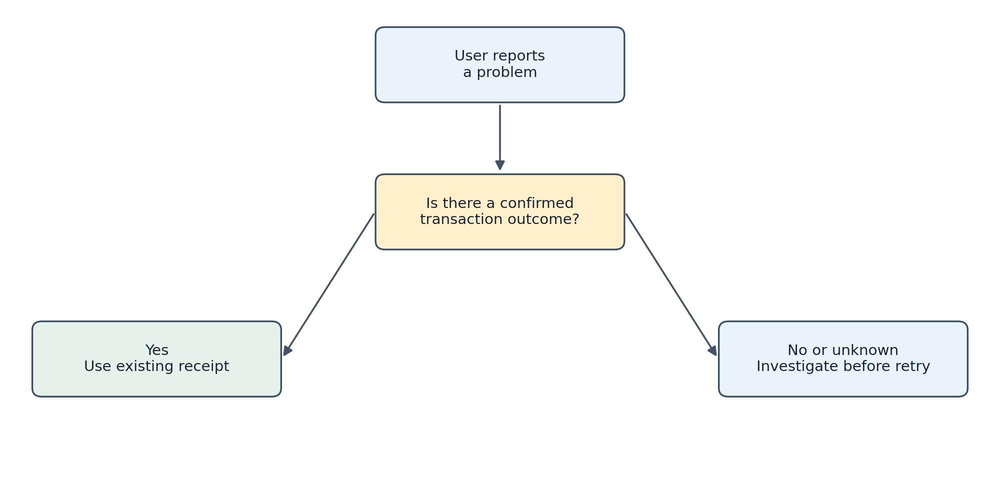 User reports
a problem
Is there a confirmed
transaction outcome?
Yes
Use existing receipt
No or unknown
Investigate before retry